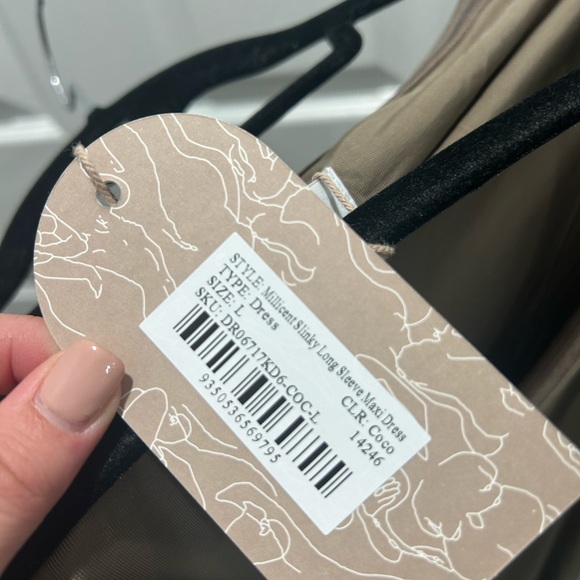 STYLE: Millicent Slinky Long Sleeve Maxi Dress
TYPE: Dress
CLR: Coco
SIZE: L
14246
SKU: DR06717KD6-COC-L
9350536569795